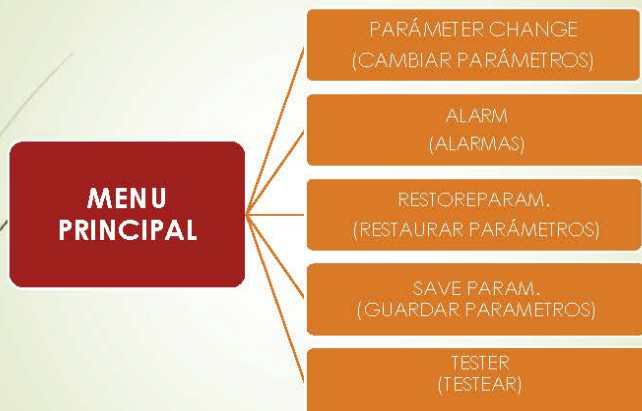 MENU
PRINCIPAL
PARÁMETER CHANGE
(CAMBIAR PARÁMETROS)
ALARM
(ALARMAS)
RESTOREPARAM.
(RESTAURAR PARÁMETROS)
SAVE PARAM.
(GUARDAR PARAMETROS)
TESTER
(TESTEAR)